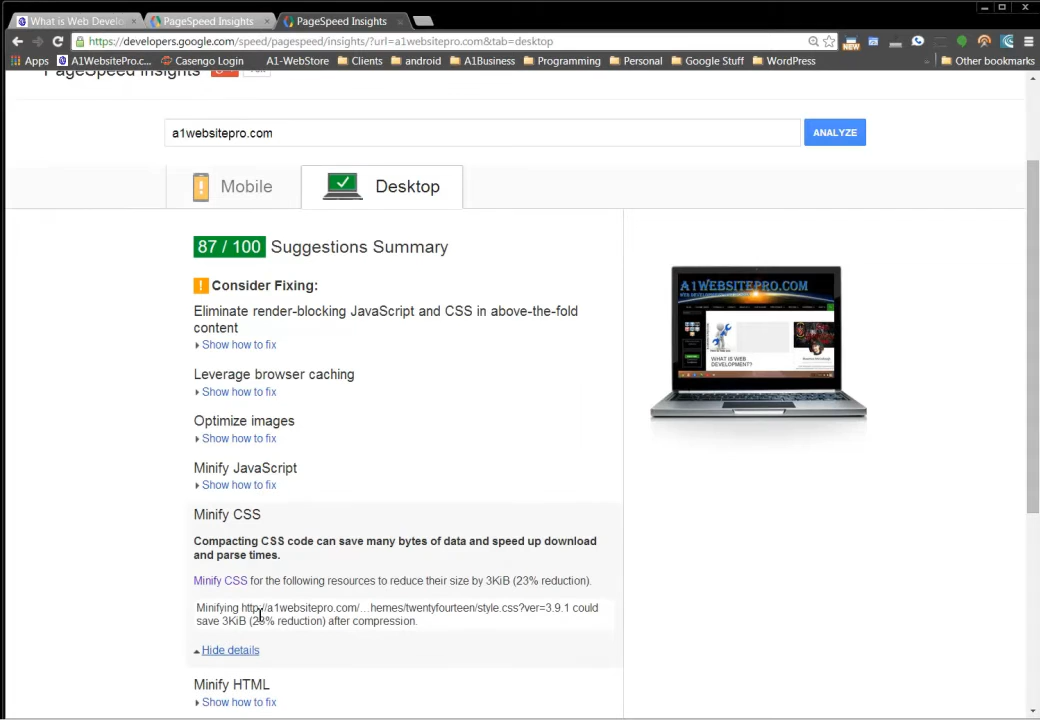 What is Web Develo
PageSpeed Insights
PageSpeed Insights
https://developers.google.com/speed/pagespeed/insights/?url=a1websitepro.com&tab=desktop
NEW
Apps A1WebSitePro.c... Casengo Login A1-WebStore Clients android A1Business Programming Personal Google Stuff WordPress » Other bookmarks
PageSpeed Insights
a1websitepro.com
ANALYZE
Mobile
Desktop
87 / 100 Suggestions Summary
! Consider Fixing:
Eliminate render-blocking JavaScript and CSS in above-the-fold
content
Show how to fix
Leverage browser caching
Show how to fix
Optimize images
Show how to fix
Minify JavaScript
Show how to fix
Minify CSS
Compacting CSS code can save many bytes of data and speed up download
and parse times.
Minify CSS for the following resources to reduce their size by 3KiB (23% reduction).
Minifying http://a1websitepro.com/…hemes/twentyfourteen/style.css?ver=3.9.1 could
save 3KiB (23% reduction) after compression.
Hide details
Minify HTML
Show how to fix
A1WEBSITEPRO.COM
WHAT IS WEB
DEVELOPMENT?